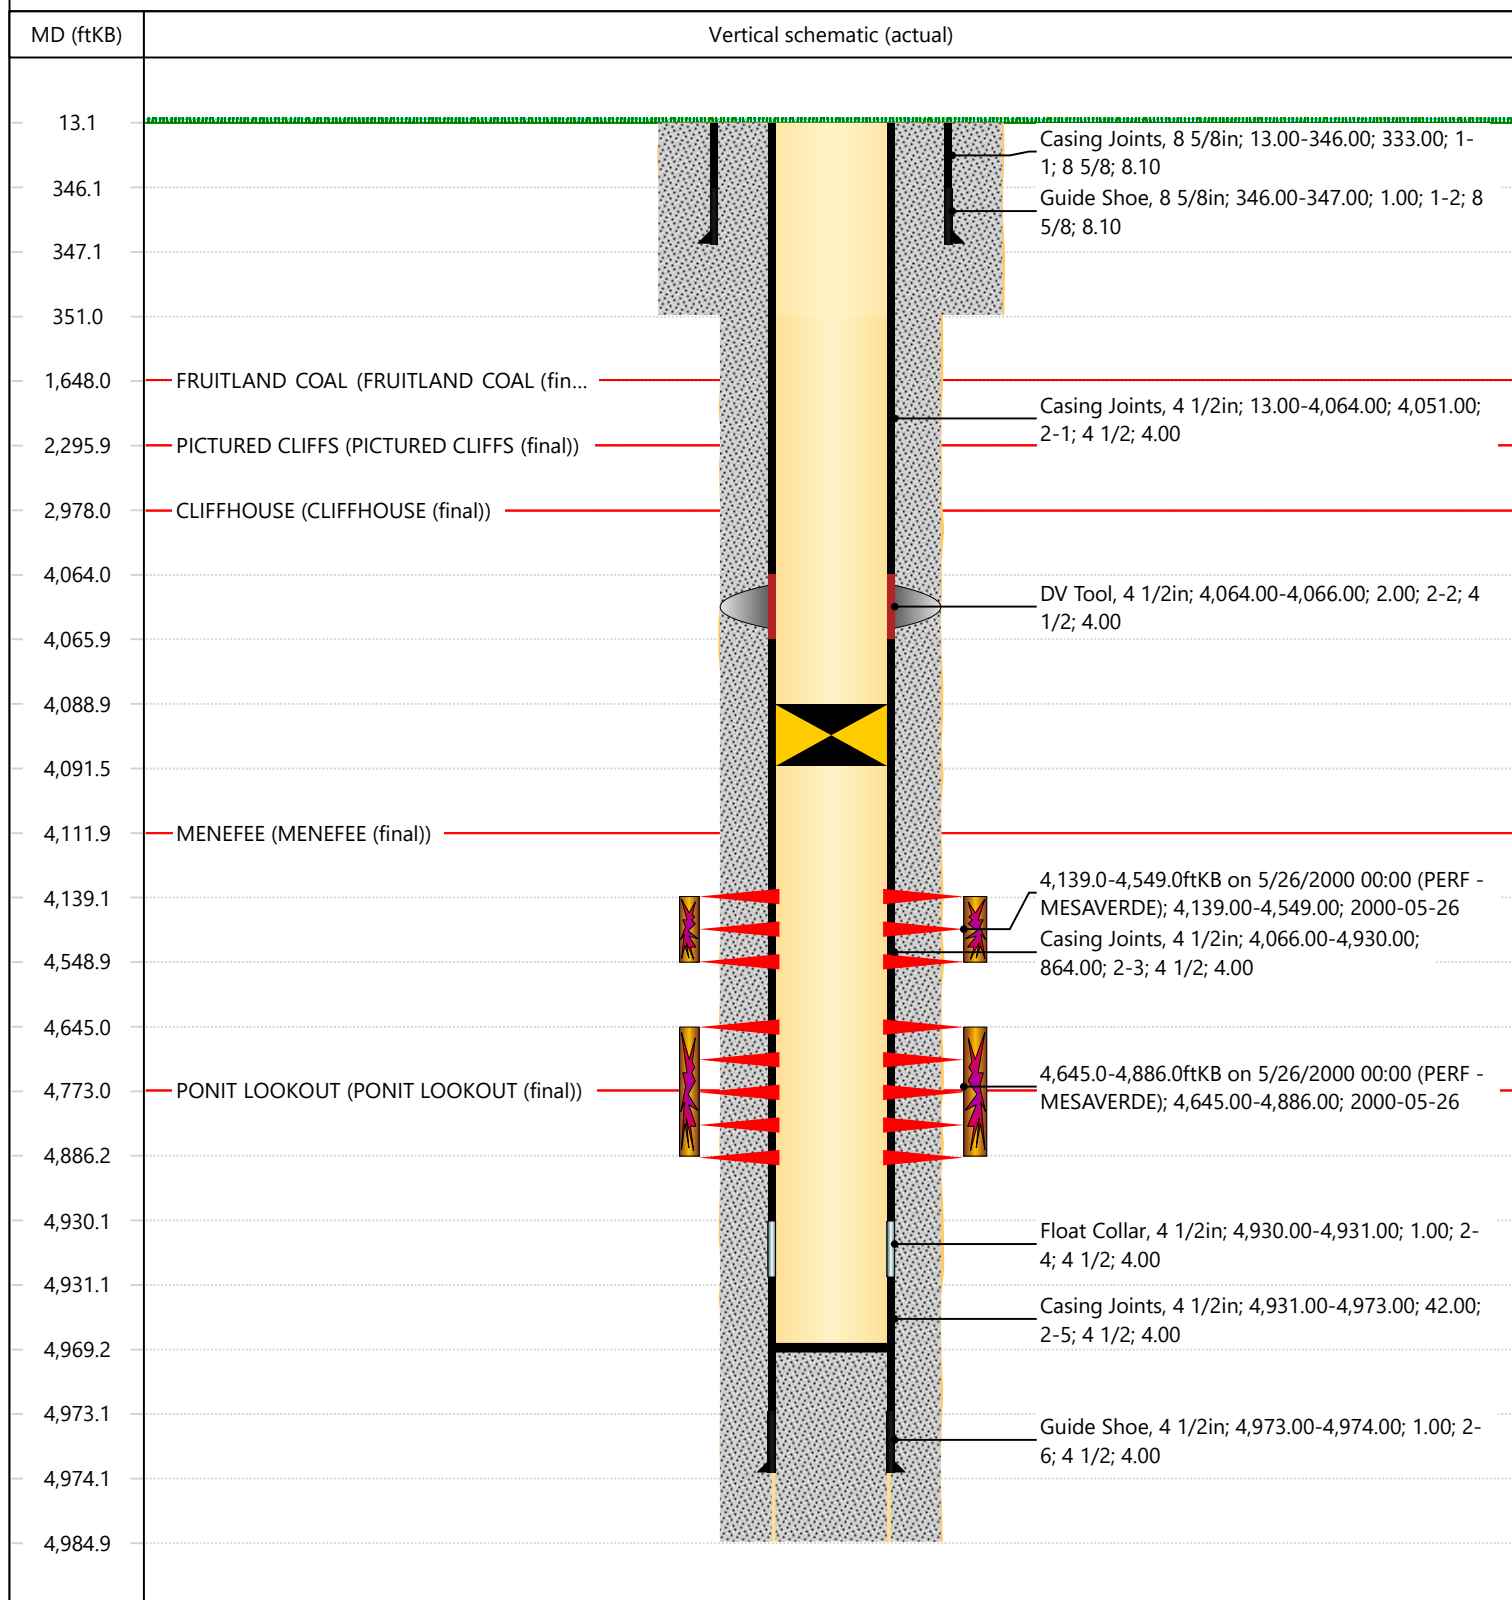 MD (ftKB)
Vertical schematic (actual)
13.1
Casing Joints, 8 5/8in; 13.00-346.00; 333.00; 1-
1; 8 5/8; 8.10
346.1
Guide Shoe, 8 5/8in; 346.00-347.00; 1.00; 1-2; 8
5/8; 8.10
347.1
351.0
1,648.0
FRUITLAND COAL (FRUITLAND COAL (fin...
Casing Joints, 4 1/2in; 13.00-4,064.00; 4,051.00;
2-1; 4 1/2; 4.00
2,295.9
PICTURED CLIFFS (PICTURED CLIFFS (final))
2,978.0
CLIFFHOUSE (CLIFFHOUSE (final))
4,064.0
DV Tool, 4 1/2in; 4,064.00-4,066.00; 2.00; 2-2; 4
1/2; 4.00
4,065.9
4,088.9
4,091.5
4,111.9
MENEFEE (MENEFEE (final))
4,139.1
4,139.0-4,549.0ftKB on 5/26/2000 00:00 (PERF -
MESAVERDE); 4,139.00-4,549.00; 2000-05-26
Casing Joints, 4 1/2in; 4,066.00-4,930.00;
864.00; 2-3; 4 1/2; 4.00
4,548.9
4,645.0
4,645.0-4,886.0ftKB on 5/26/2000 00:00 (PERF -
MESAVERDE); 4,645.00-4,886.00; 2000-05-26
4,773.0
PONIT LOOKOUT (PONIT LOOKOUT (final))
4,886.2
4,930.1
Float Collar, 4 1/2in; 4,930.00-4,931.00; 1.00; 2-
4; 4 1/2; 4.00
4,931.1
Casing Joints, 4 1/2in; 4,931.00-4,973.00; 42.00;
2-5; 4 1/2; 4.00
4,969.2
4,973.1
Guide Shoe, 4 1/2in; 4,973.00-4,974.00; 1.00; 2-
6; 4 1/2; 4.00
4,974.1
4,984.9